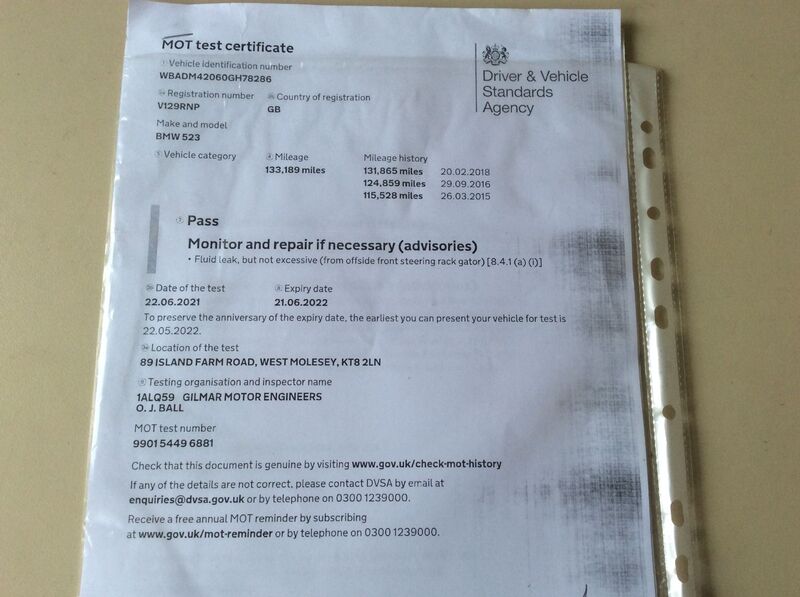 MOT test certificate
Vehicle identification number
WBADM42060GH78286
Registration number
V129RNP
Country of registration
GB
Make and model
BMW 523
Vehicle category
Mileage
133,189 miles
Mileage history
131,865 miles 20.02.2018
124,859 miles 29.09.2016
115,528 miles 26.03.2015
Driver & Vehicle
Standards
Agency
Pass
Monitor and repair if necessary (advisories)
• Fluid leak, but not excessive (from offside front steering rack gator) [8.4.1 (a) (i)]
Date of the test
22.06.2021
Expiry date
21.06.2022
To preserve the anniversary of the expiry date, the earliest you can present your vehicle for test is
22.05.2022.
Location of the test
89 ISLAND FARM ROAD, WEST MOLESEY, KT8 2LN
Testing organisation and inspector name
1ALQ59 GILMAR MOTOR ENGINEERS
O. J. BALL
MOT test number
9901 5449 6881
Check that this document is genuine by visiting www.gov.uk/check-mot-history
If any of the details are not correct, please contact DVSA by email at
enquiries@dvsa.gov.uk or by telephone on 0300 1239000.
Receive a free annual MOT reminder by subscribing
at www.gov.uk/mot-reminder or by telephone on 0300 1239000.